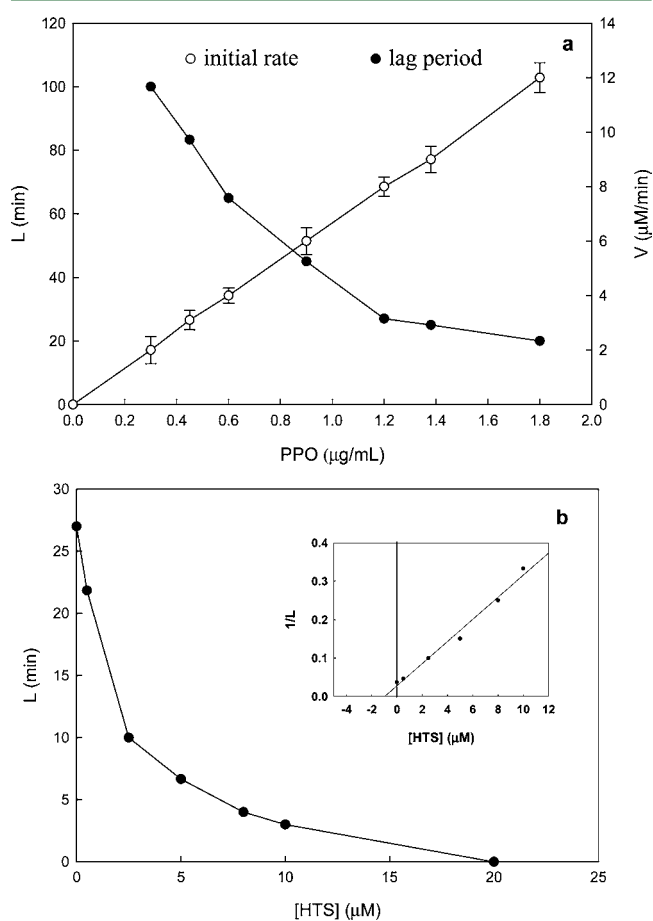 a
initial rate lag period
120
100
80
60
40
20
0
L (min)
14
12
10
8
6
4
2
0
V (µM/min)
0.0 0.2 0.4 0.6 0.8 1.0 1.2 1.4 1.6 1.8 2.0
PPO (µg/mL)
b
30
25
20
15
10
5
0
L (min)
0.4
0.3
0.2
0.1
0.0
1/L
-4 -2 0 2 4 6 8 10 12
[HTS] (µM)
0 5 10 15 20 25
[HTS] (µM)